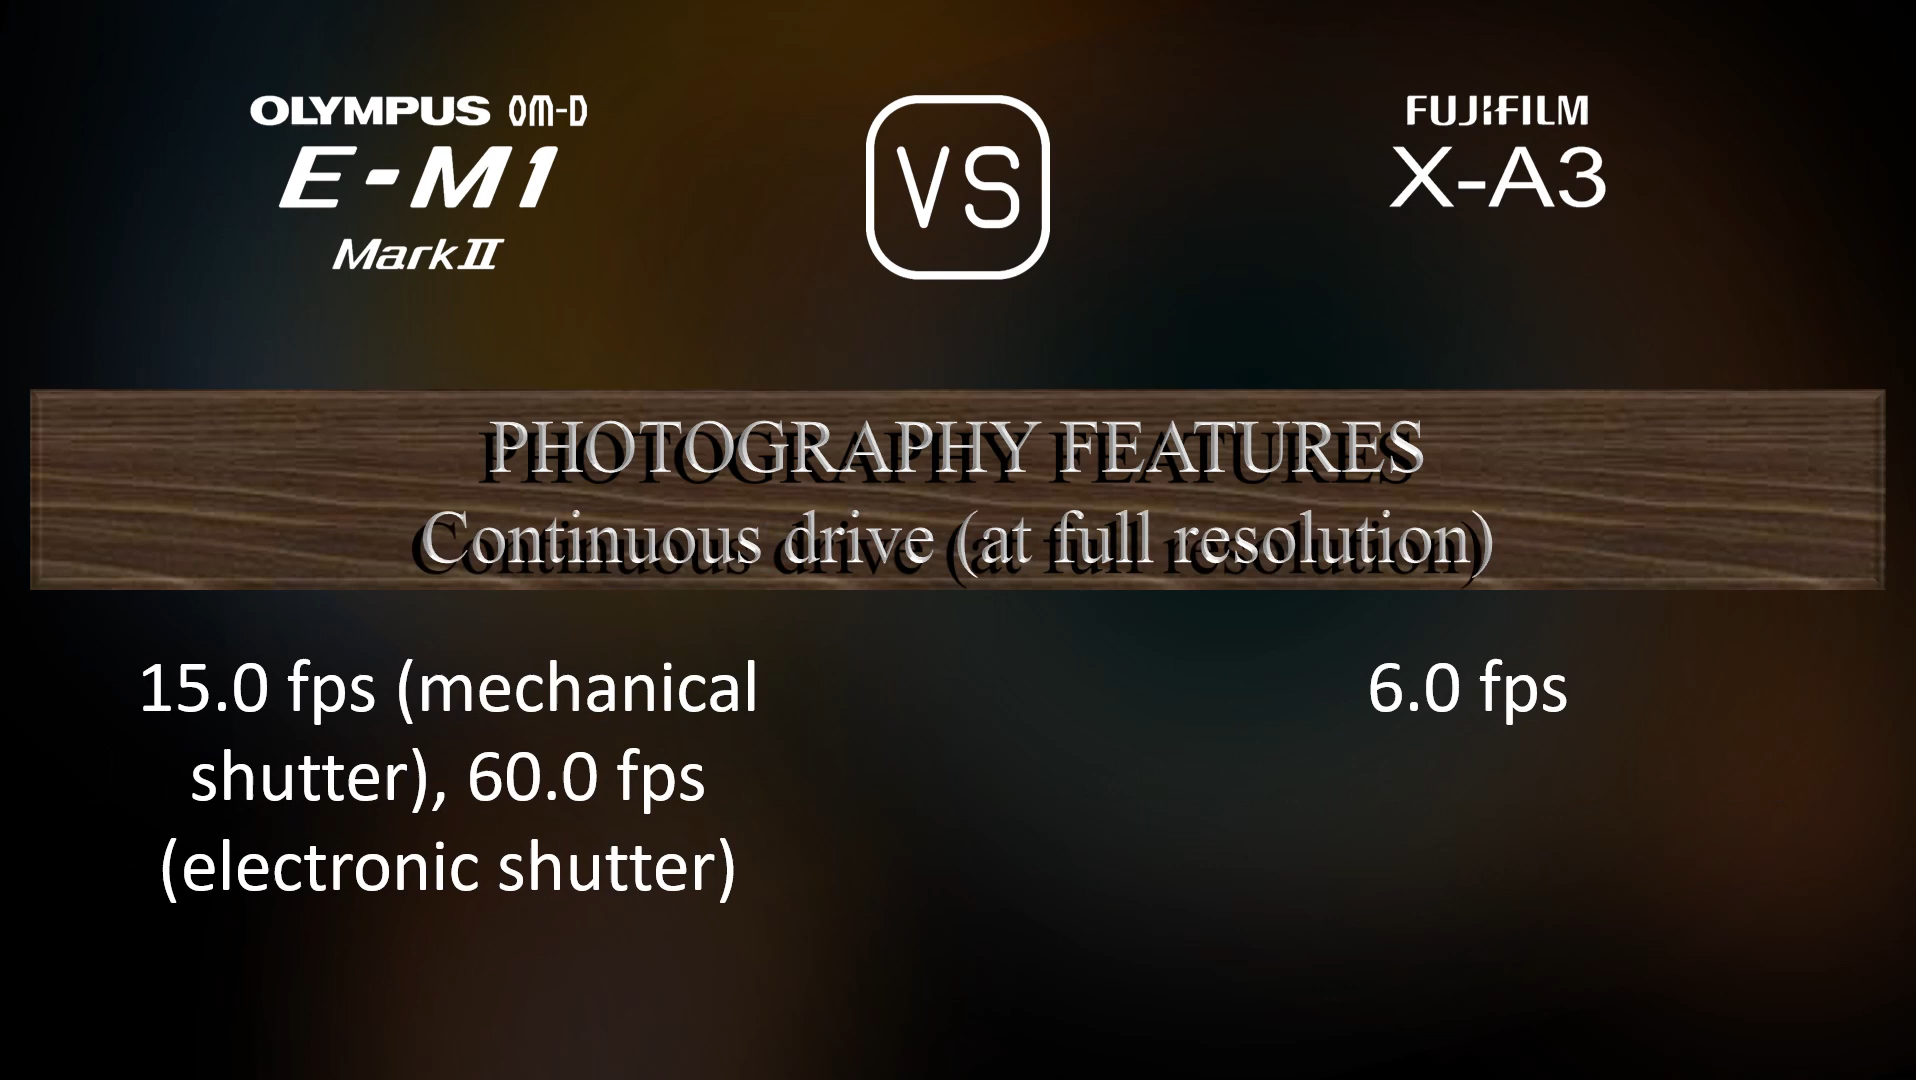 OLYMPUS OM-D
E-M1
Mark II
VS
FUJIFILM
X-A3
PHOTOGRAPHY FEATURES
Continuous drive (at full resolution)
15.0 fps (mechanical
shutter), 60.0 fps
(electronic shutter)
6.0 fps